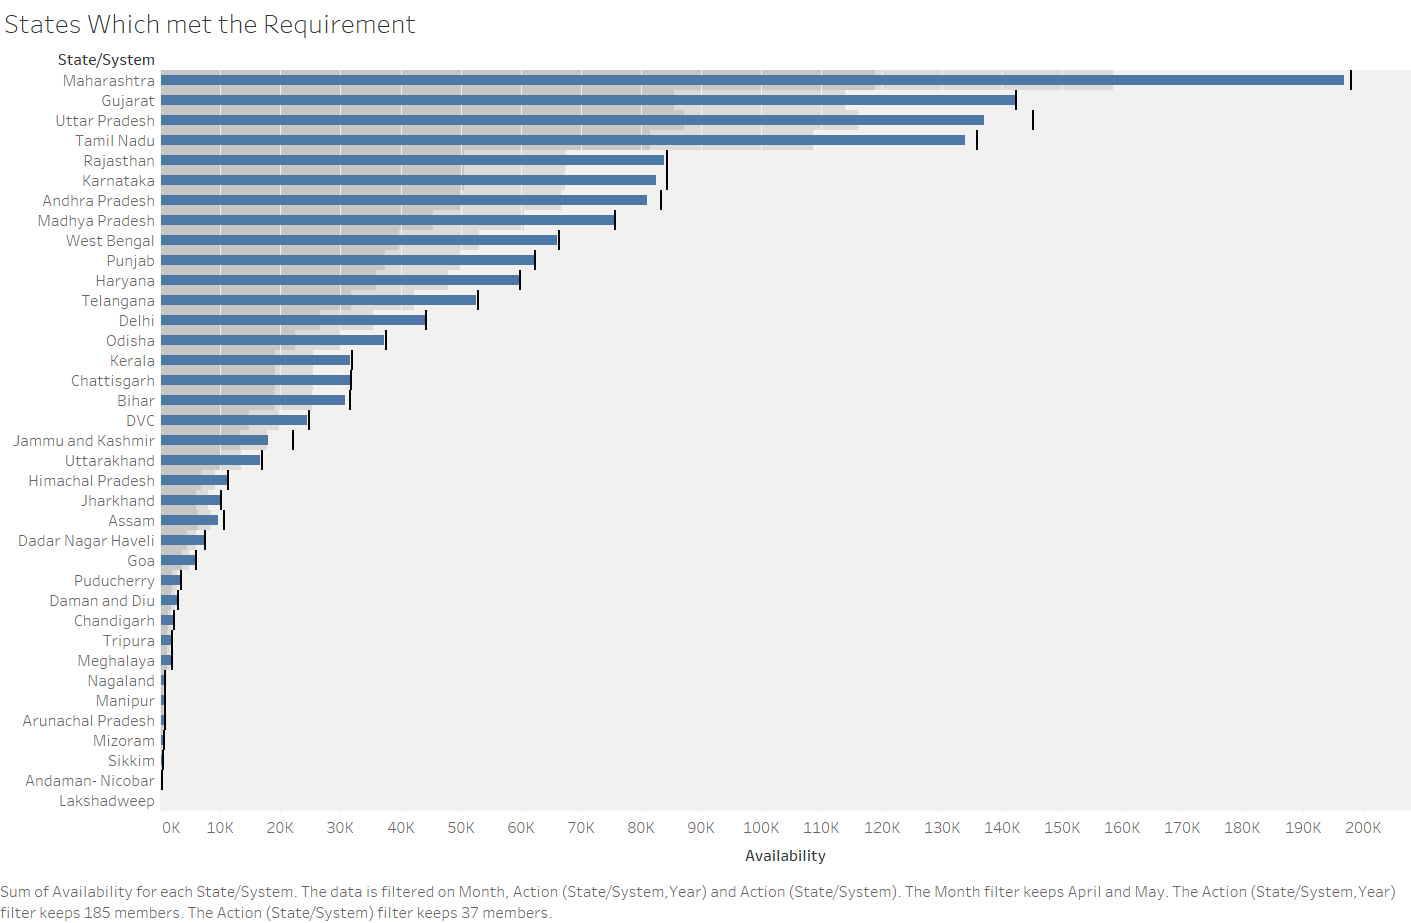 States Which met the Requirement
State/System
Maharashtra
Gujarat
Uttar Pradesh
Tamil Nadu
Rajasthan
Karnataka
Andhra Pradesh
Madhya Pradesh
West Bengal
Punjab
Haryana
Telangana
Delhi
Odisha
Kerala
Chattisgarh
Bihar
DVC
Jammu and Kashmir
Uttarakhand
Himachal Pradesh
Jharkhand
Assam
Dadar Nagar Haveli
Goa
Puducherry
Daman and Diu
Chandigarh
Tripura
Meghalaya
Nagaland
Manipur
Arunachal Pradesh
Mizoram
Sikkim
Andaman- Nicobar
Lakshadweep
0K 10K 20K 30K 40K 50K 60K 70K 80K 90K 100K 110K 120K 130K 140K 150K 160K 170K 180K 190K 200K
Availability
Sum of Availability for each State/System. The data is filtered on Month, Action (State/System,Year) and Action (State/System). The Month filter keeps April and May. The Action (State/System,Year)
filter keeps 185 members. The Action (State/System) filter keeps 37 members.